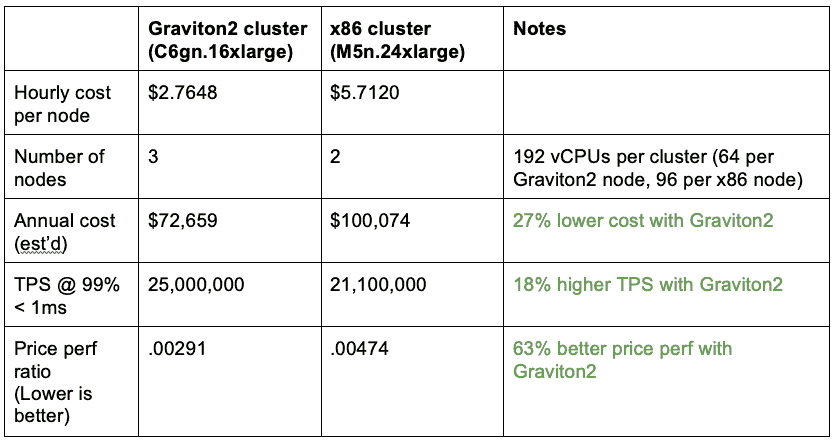 Graviton2 cluster
(C6gn.16xlarge)
x86 cluster
(M5n.24xlarge)
Notes
Hourly cost
per node
$2.7648
$5.7120
Number of
nodes
3
2
192 vCPUs per cluster (64 per
Graviton2 node, 96 per x86 node)
Annual cost
(est'd)
$72,659
$100,074
27% lower cost with Graviton2
TPS @ 99%
< 1ms
25,000,000
21,100,000
18% higher TPS with Graviton2
Price perf
ratio
(Lower is
better)
.00291
.00474
63% better price perf with
Graviton2